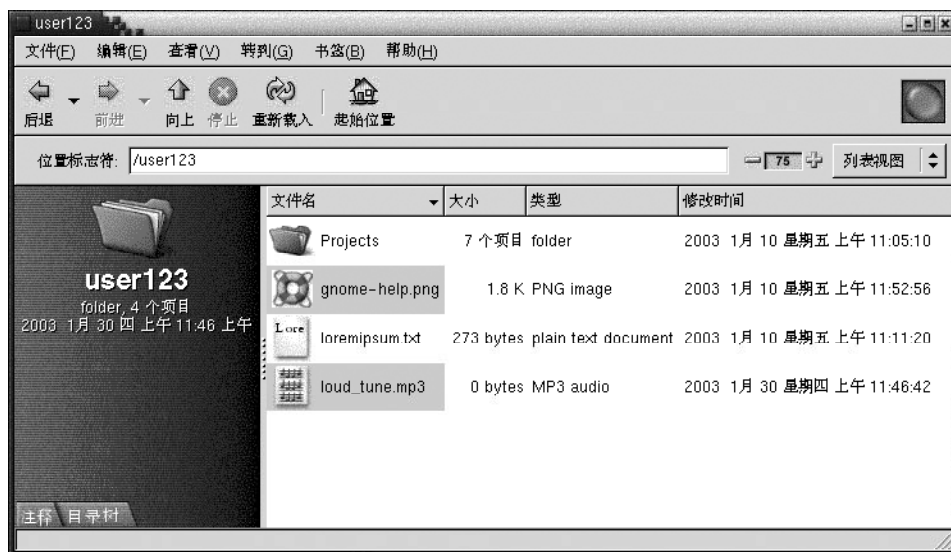 user123
文件(F) 编辑(E) 查看(V) 转到(G) 书签(B) 帮助(H)
后退 前进 向上 停止 重新载入 起始位置
位置标志符: /user123 75 列表视图
文件名 大小 类型 修改时间
Projects 7 个项目 folder 2003 1月 10 星期五 上午 11:05:10
gnome-help.png 1.8 K PNG image 2003 1月 10 星期五 上午 11:52:56
Lore loremipsum.txt 273 bytes plain text document 2003 1月 10 星期五 上午 11:11:20
loud_tune.mp3 0 bytes MP3 audio 2003 1月 30 星期四 上午 11:46:42
user123
folder, 4 个项目
2003 1月 30 四 上午 11:46 上午
注释 目录树